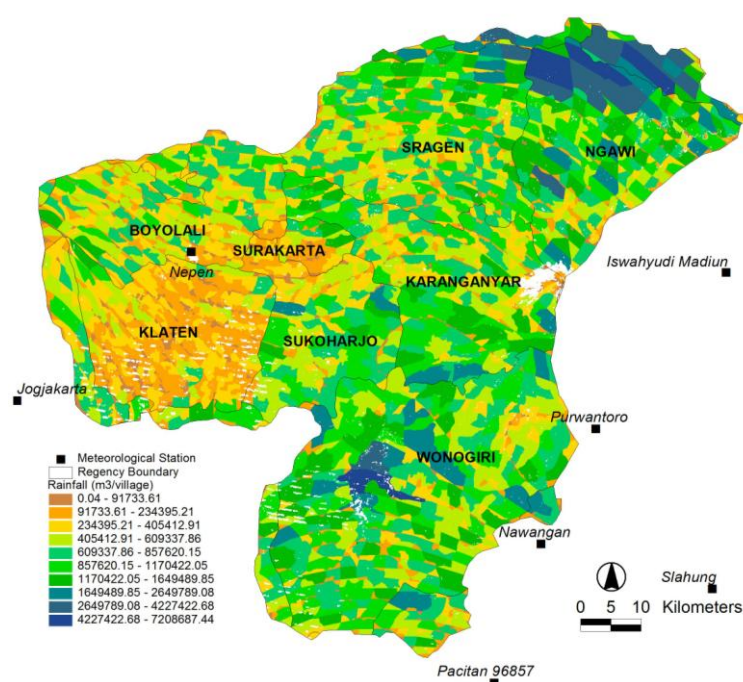 SRAGEN
NGAWI
BOYOLALI
SURAKARTA
Nepen
KARANGANYAR
Iswahyudi Madiun
KLATEN
SUKOHARJO
Jogjakarta
Purwantoro
WONOGIRI
Meteorological Station
Regency Boundary
Rainfall (m3/village)
0.04 - 91733.61
91733.61 - 234395.21
234395.21 - 405412.91
405412.91 - 609337.86
609337.86 - 857620.15
857620.15 - 1170422.05
1170422.05 - 1649489.85
1649489.85 - 2649789.08
2649789.08 - 4227422.68
4227422.68 - 7208687.44
Nawangan
Slahung
0 5 10 Kilometers
Pacitan 96857